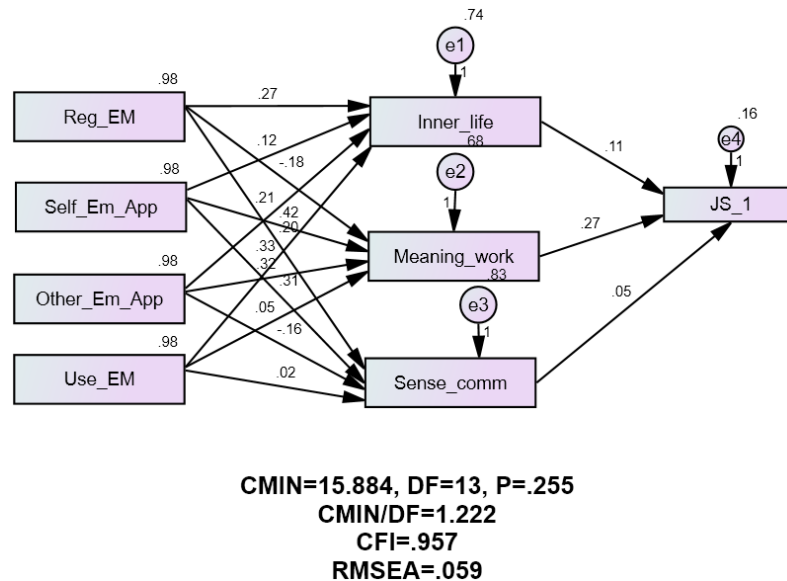 .74
e1
1
.98
Reg_EM
.27
Inner_life
.12
-.18
.68
.11
.16
e4
1
.98
Self_Em_App
e2
1
JS_1
.21
.42
.20
.27
Meaning_work
.83
.33
.32
.31
.98
Other_Em_App
e3
1
.05
.05
-.16
.98
Use_EM
.02
Sense_comm
CMIN=15.884, DF=13, P=.255
CMIN/DF=1.222
CFI=.957
RMSEA=.059